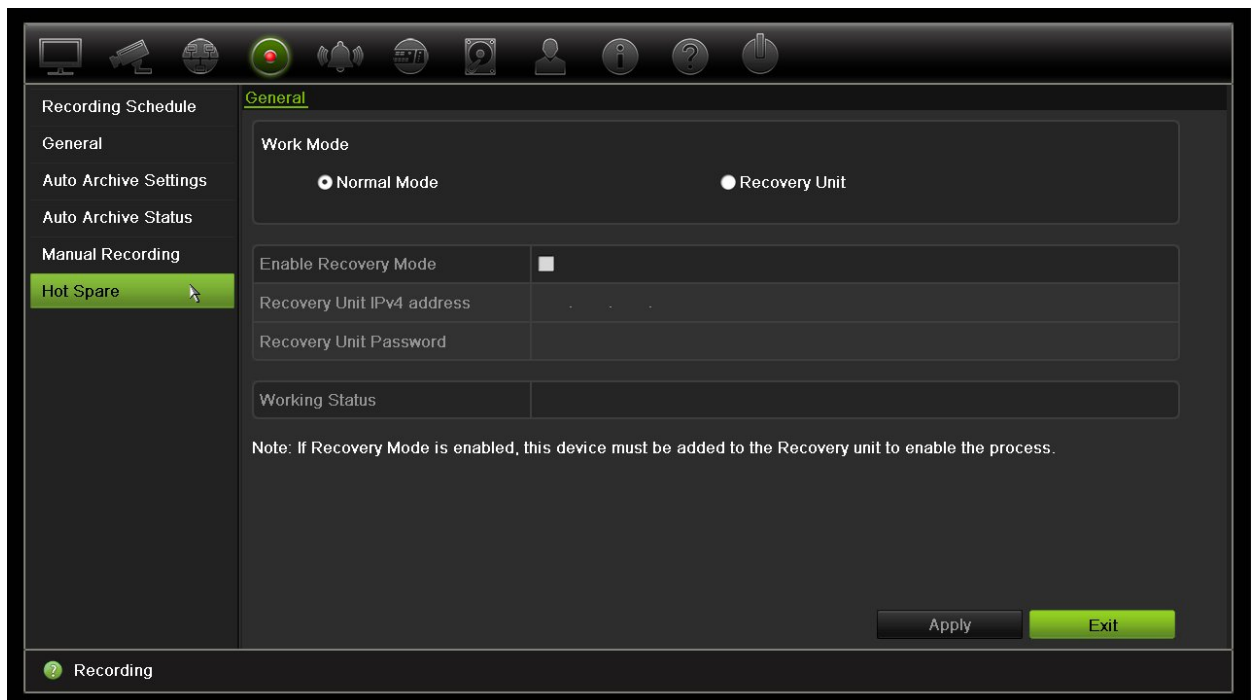 Recording Schedule
General
Auto Archive Settings
Auto Archive Status
Manual Recording
Hot Spare
General
Work Mode
Normal Mode Recovery Unit
Enable Recovery Mode
Recovery Unit IPv4 address . . .
Recovery Unit Password
Working Status
Note: If Recovery Mode is enabled, this device must be added to the Recovery unit to enable the process.
Apply Exit
? Recording